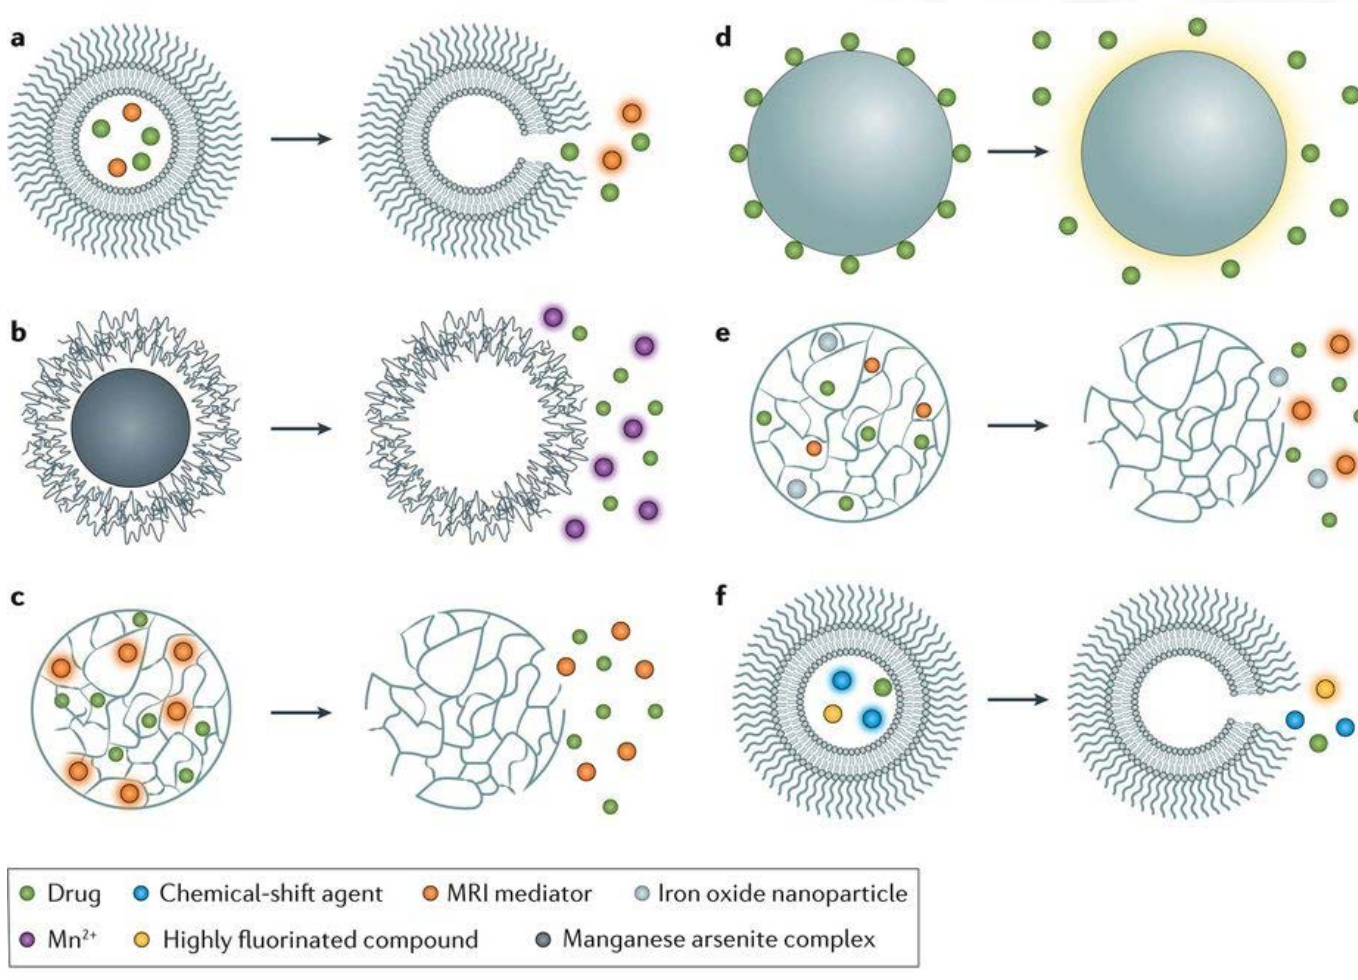 a
d
b
e
c
f
Drug
Chemical-shift agent
MRI mediator
Iron oxide nanoparticle
Mn²⁺
Highly fluorinated compound
Manganese arsenite complex